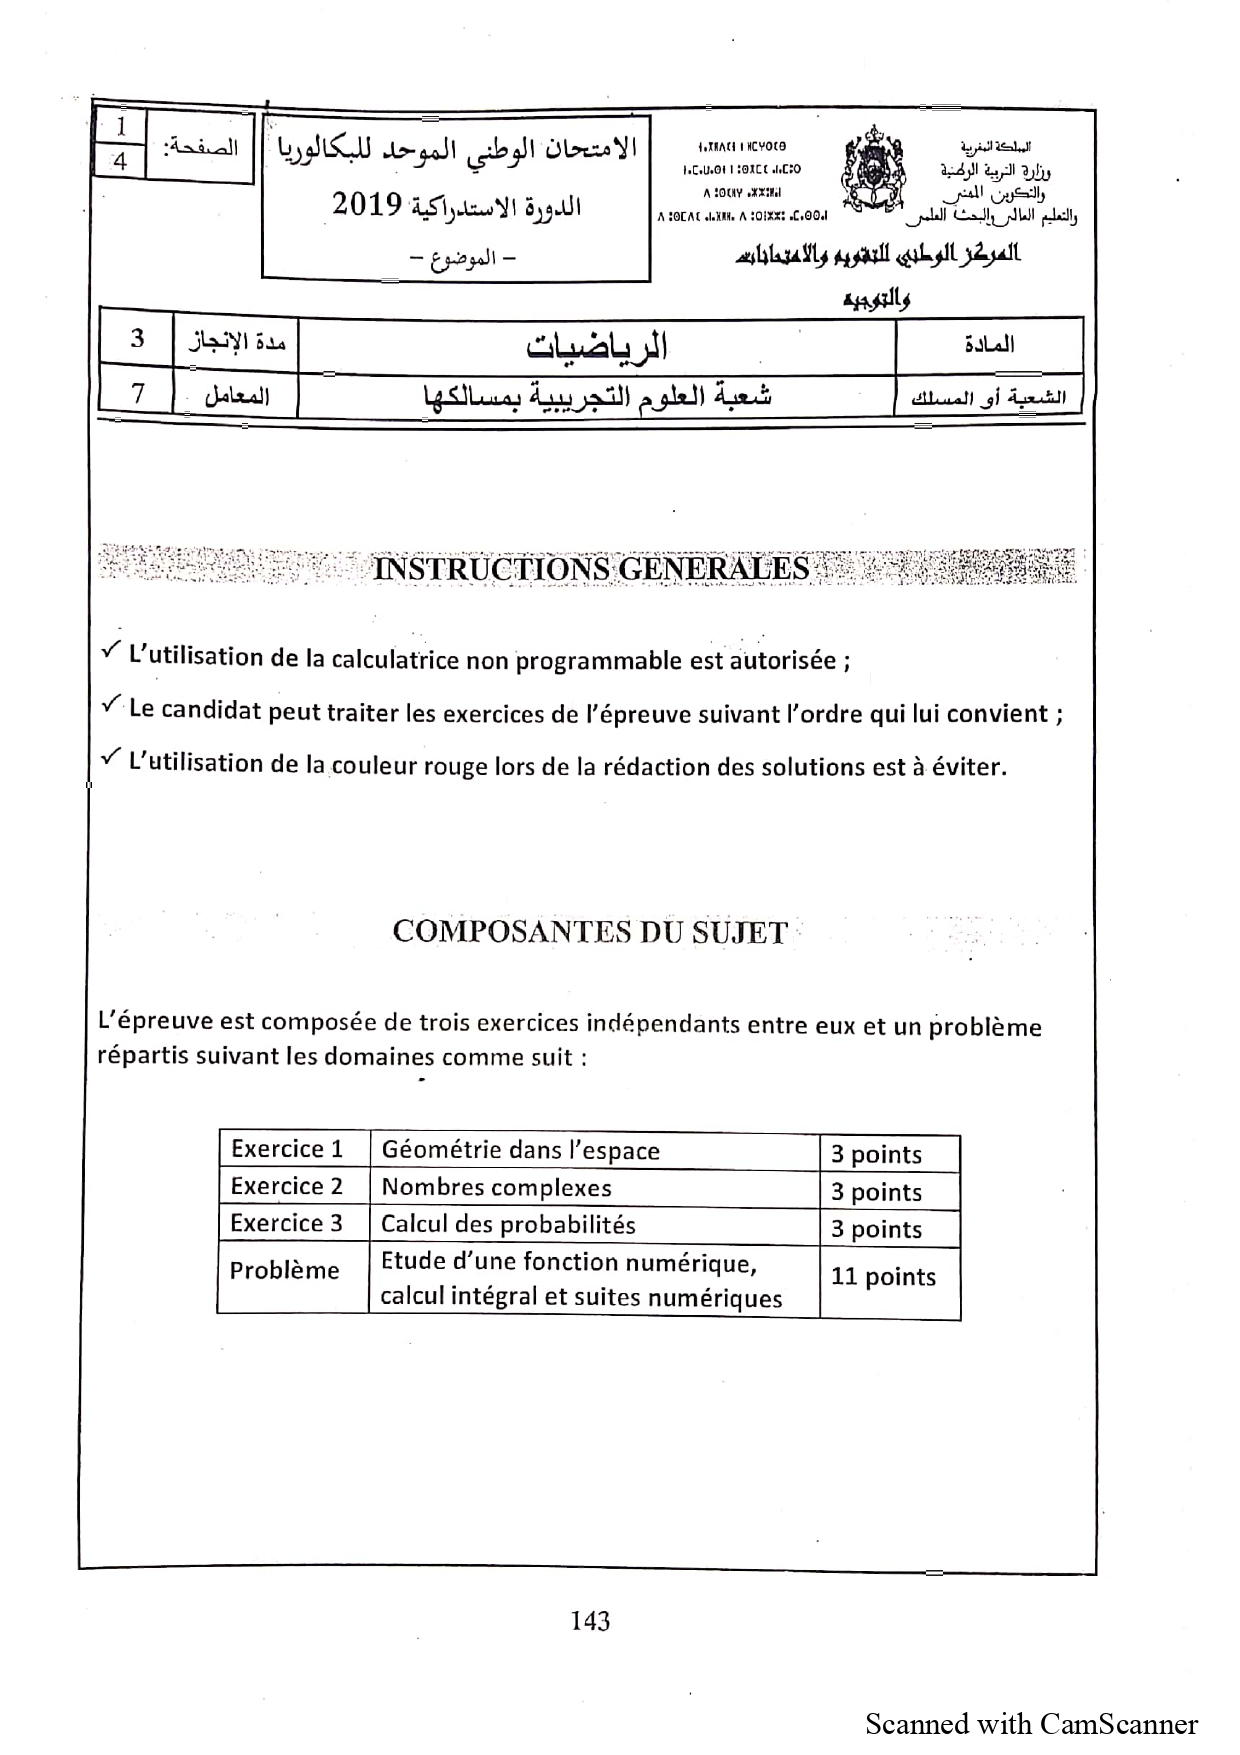 1
4
الصفحة:
الامتحان الوطني الموحد للبكالوريا
الدورة الاستدراكية 2019
- الموضوع -
المملكة المغربية
وزارة التربية الوطنية
والتكوين المهني
والتعليم العالي والبحث العلمي
المركز الوطني للتقويم والامتحانات
والتوجيه
3 مدة الإنجاز الرياضيات المادة
7 المعامل شعبة العلوم التجريبية بمسالكها الشعبة أو المسلك
INSTRUCTIONS GENERALES
✓ L'utilisation de la calculatrice non programmable est autorisée ;
✓ Le candidat peut traiter les exercices de l'épreuve suivant l'ordre qui lui convient ;
✓ L'utilisation de la couleur rouge lors de la rédaction des solutions est à éviter.
COMPOSANTES DU SUJET
L'épreuve est composée de trois exercices indépendants entre eux et un problème
répartis suivant les domaines comme suit :
Exercice 1 Géométrie dans l'espace 3 points
Exercice 2 Nombres complexes 3 points
Exercice 3 Calcul des probabilités 3 points
Problème Etude d'une fonction numérique,
calcul intégral et suites numériques 11 points
143
Scanned with CamScanner